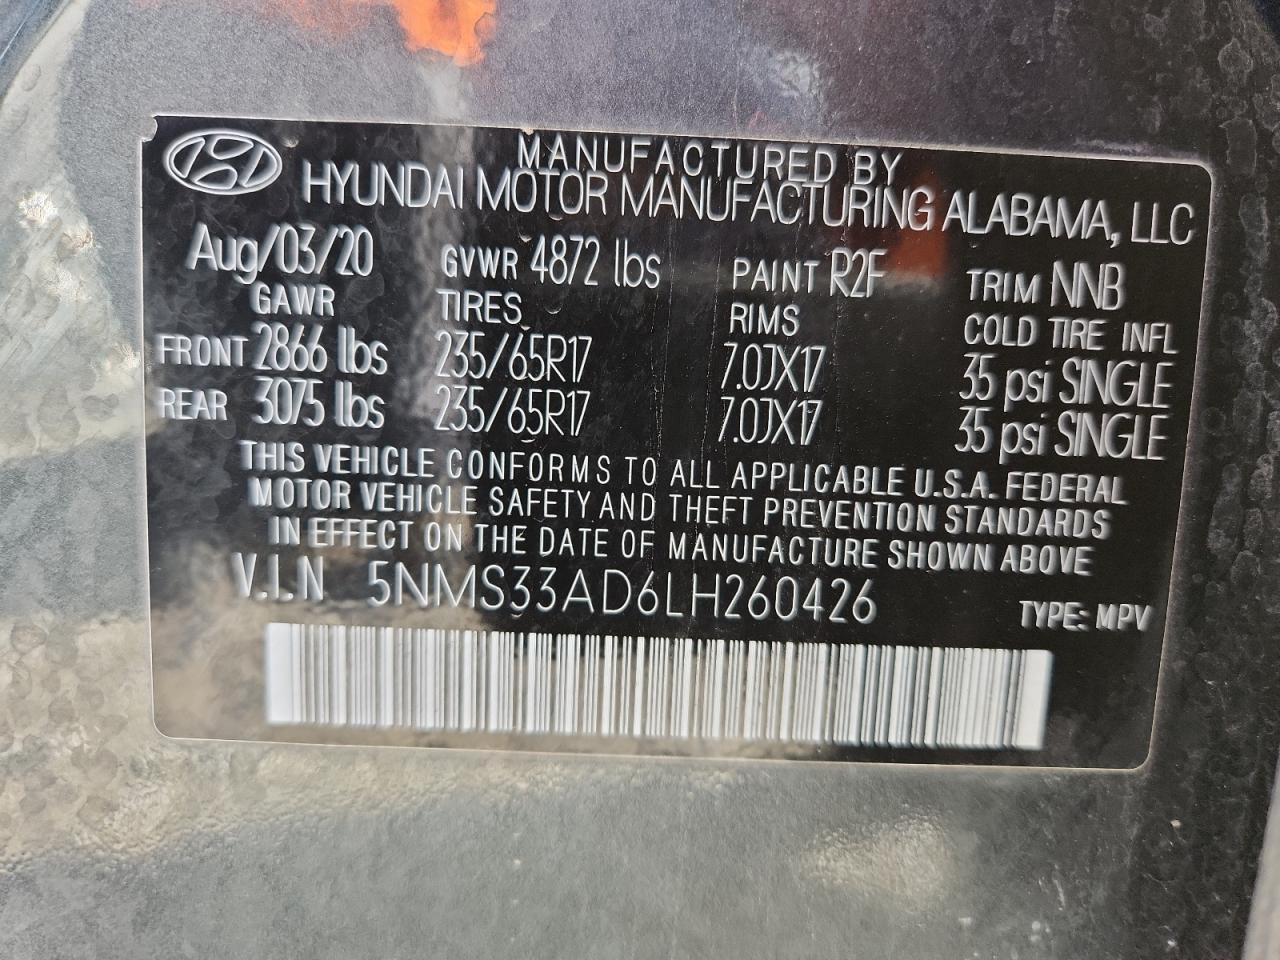 MANUFACTURED BY
HYUNDAI MOTOR MANUFACTURING ALABAMA, LLC
Aug/03/20 GVWR 4872 lbs PAINT R2F TRIM NNB
GAWR TIRES RIMS COLD TIRE INFL
FRONT 2866 lbs 235/65R17 7.0JX17 35 psi SINGLE
REAR 3075 lbs 235/65R17 7.0JX17 35 psi SINGLE
THIS VEHICLE CONFORMS TO ALL APPLICABLE U.S.A. FEDERAL
MOTOR VEHICLE SAFETY AND THEFT PREVENTION STANDARDS
IN EFFECT ON THE DATE OF MANUFACTURE SHOWN ABOVE
V.I.N 5NMS33AD6LH260426 TYPE: MPV